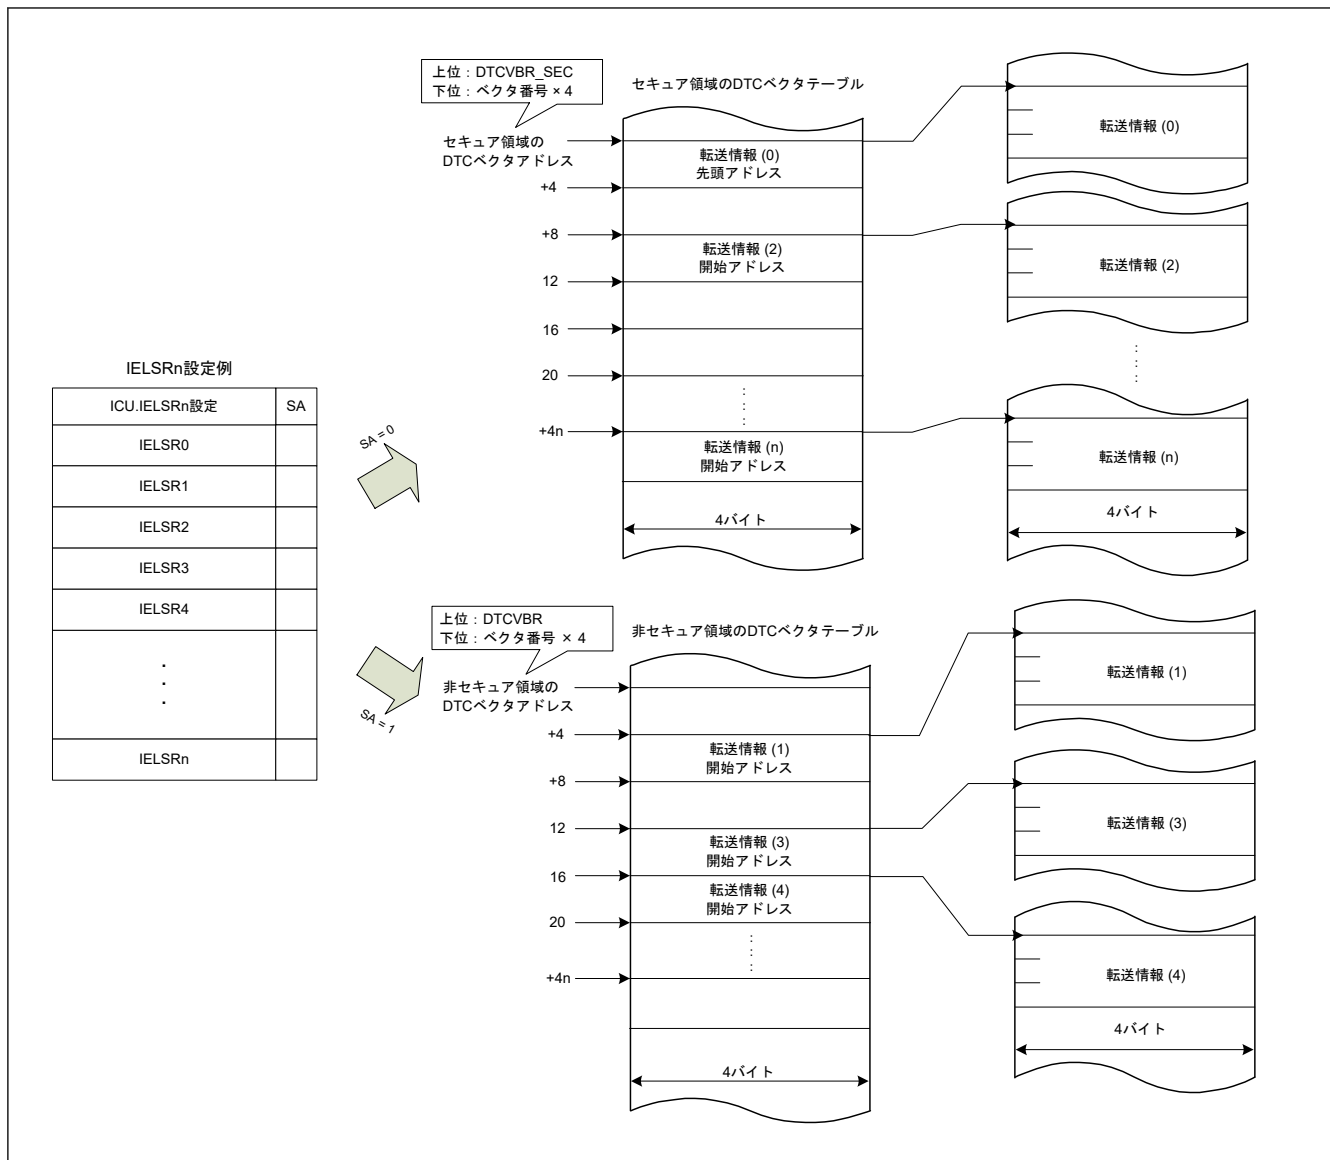 上位：DTCVBR_SEC
下位：ベクタ番号 × 4
セキュア領域のDTCベクタテーブル
セキュア領域の
DTCベクタアドレス
転送情報 (0)
先頭アドレス
+4
+8
転送情報 (2)
開始アドレス
12
16
20
+4n
転送情報 (n)
開始アドレス
4バイト
転送情報 (0)
転送情報 (2)
転送情報 (n)
4バイト
IELSRn設定例
ICU.IELSRn設定 SA
IELSR0
IELSR1
IELSR2
IELSR3
IELSR4
IELSRn
SA = 0
SA = 1
上位：DTCVBR
下位：ベクタ番号 × 4
非セキュア領域のDTCベクタテーブル
非セキュア領域の
DTCベクタアドレス
+4
転送情報 (1)
開始アドレス
+8
12
転送情報 (3)
開始アドレス
16
転送情報 (4)
開始アドレス
20
+4n
4バイト
転送情報 (1)
転送情報 (3)
転送情報 (4)
4バイト